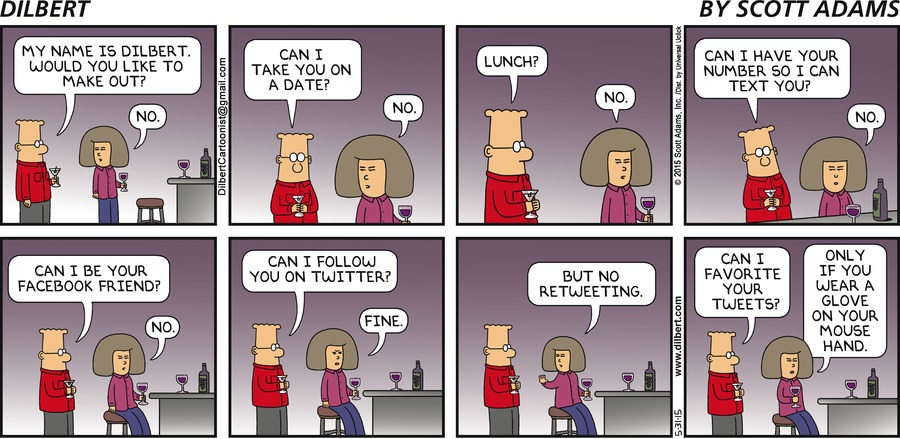 DILBERT
BY SCOTT ADAMS
MY NAME IS DILBERT.
WOULD YOU LIKE TO
MAKE OUT?
NO.
DilbertCartoonist@gmail.com
CAN I
TAKE YOU ON
A DATE?
NO.
LUNCH?
NO.
© 2015 Scott Adams, Inc. /Dist. by Universal Uclick
CAN I HAVE YOUR
NUMBER SO I CAN
TEXT YOU?
NO.
CAN I BE YOUR
FACEBOOK FRIEND?
NO.
CAN I FOLLOW
YOU ON TWITTER?
FINE.
BUT NO
RETWEETING.
5-31-15
www.dilbert.com
CAN I
FAVORITE
YOUR
TWEETS?
ONLY
IF YOU
WEAR A
GLOVE
ON YOUR
MOUSE
HAND.